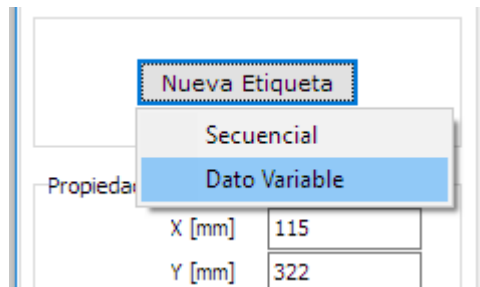 Nueva Etiqueta
Secuencial
Dato Variable
X [mm] 115
Y [mm] 322